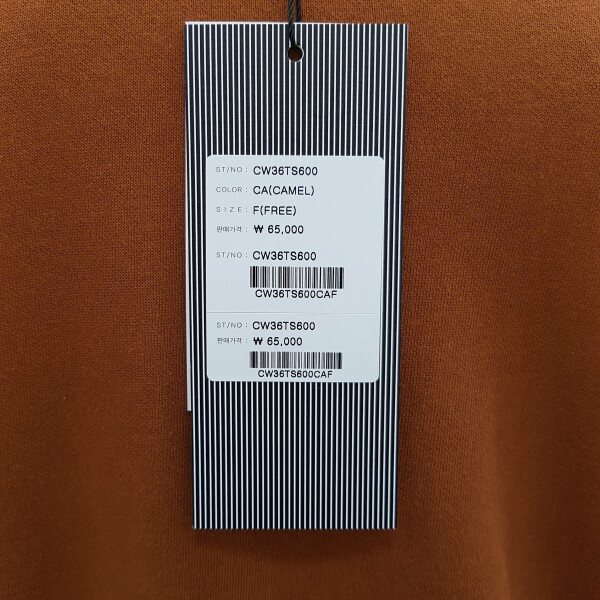 ST/NO : CW36TS600
COLOR : CA(CAMEL)
SIZE : F(FREE)
판매가격 : ₩ 65,000
ST/NO : CW36TS600
CW36TS600CAF
ST/NO : CW36TS600
판매가격 : ₩ 65,000
CW36TS600CAF